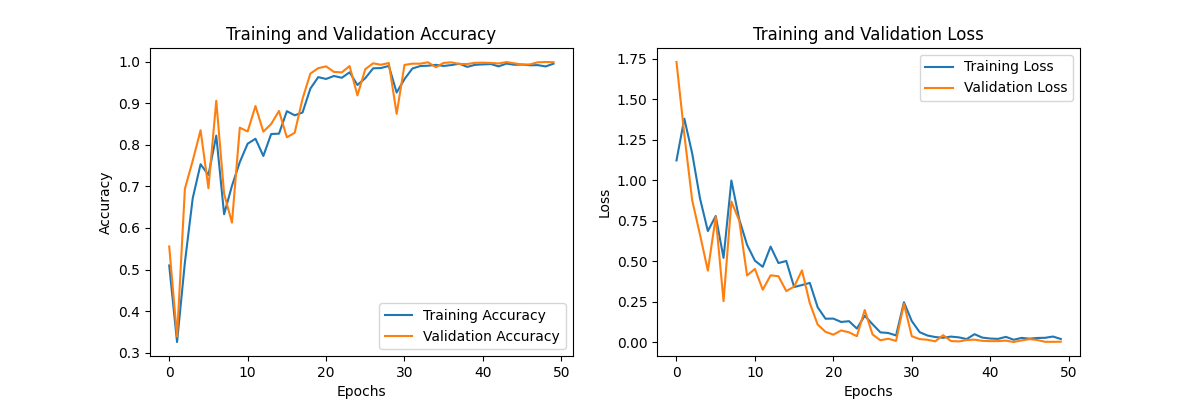 Training and Validation Accuracy
1.0
0.9
0.8
0.7
0.6
0.5
0.4
0.3
Accuracy
0 10 20 30 40 50
Epochs
Training Accuracy
Validation Accuracy
Training and Validation Loss
1.75
1.50
1.25
1.00
0.75
0.50
0.25
0.00
Loss
0 10 20 30 40 50
Epochs
Training Loss
Validation Loss